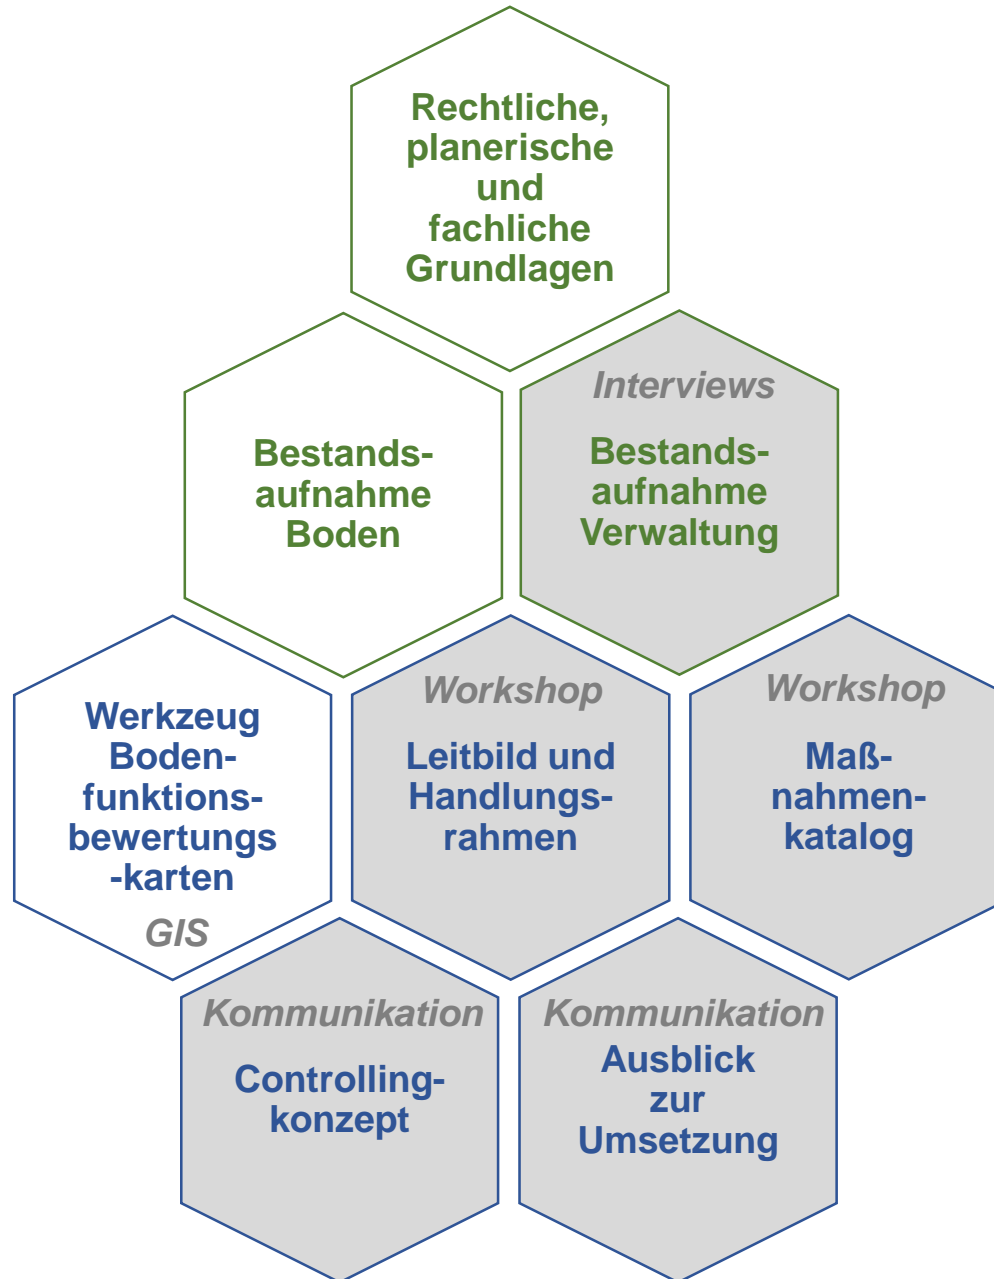 Rechtliche,
planerische
und
fachliche
Grundlagen
Bestands-
aufnahme
Boden
Interviews
Bestands-
aufnahme
Verwaltung
Werkzeug
Boden-
funktions-
bewertungs
-karten
GIS
Workshop
Leitbild und
Handlungs-
rahmen
Workshop
Maß-
nahmen-
katalog
Kommunikation
Controlling-
konzept
Kommunikation
Ausblick
zur
Umsetzung